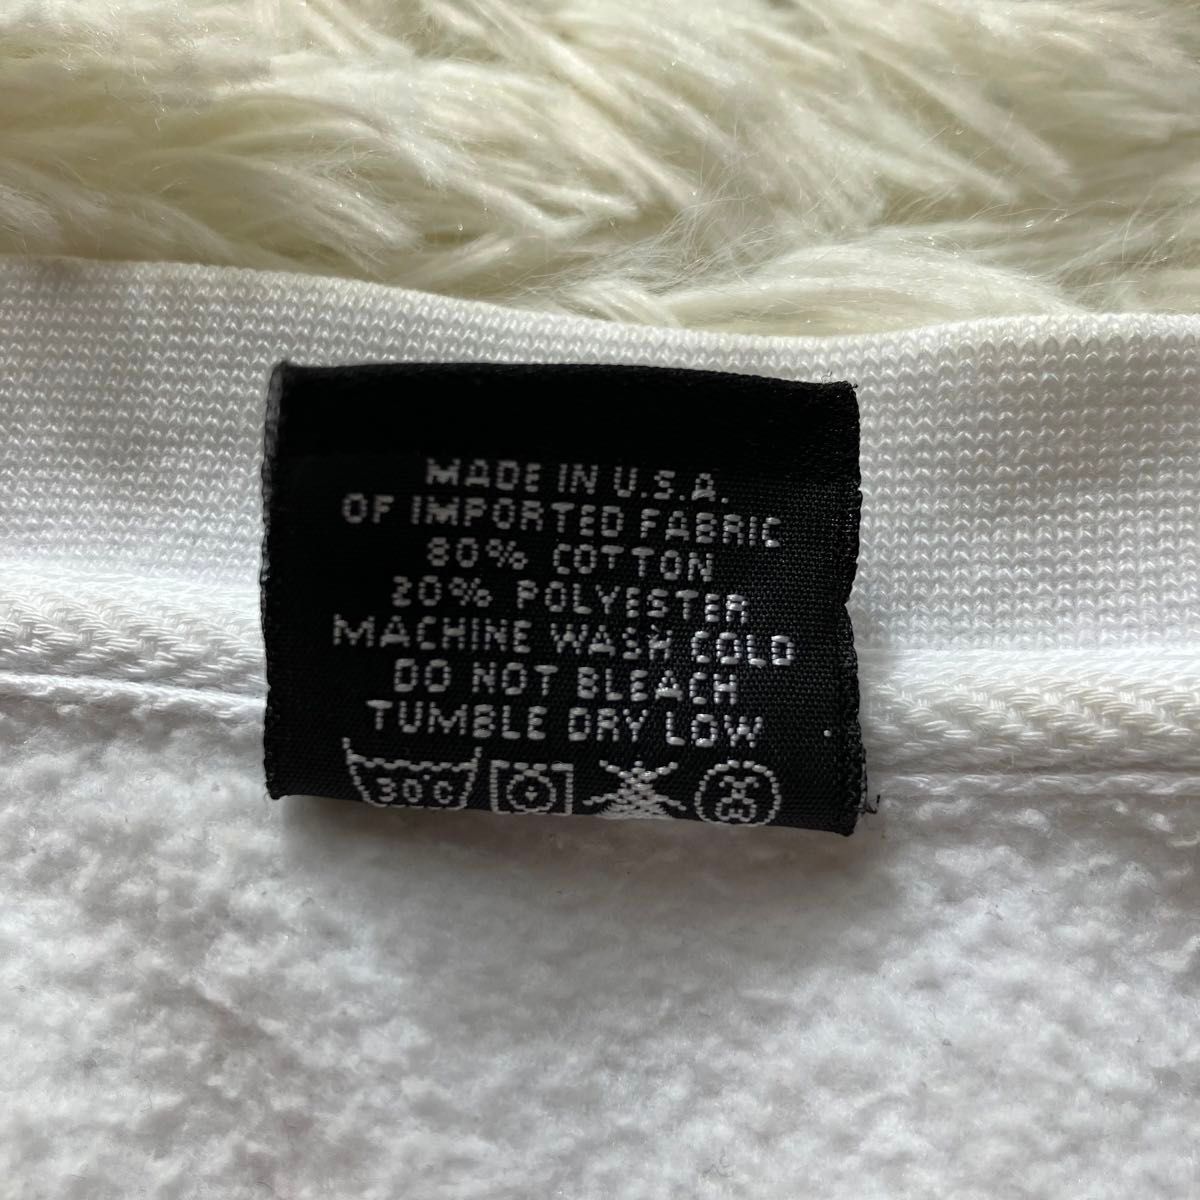 MADE IN U.S.A.
OF IMPORTED FABRIC
80% COTTON
20% POLYESTER
MACHINE WASH COLD
DO NOT BLEACH
TUMBLE DRY LOW
30°C